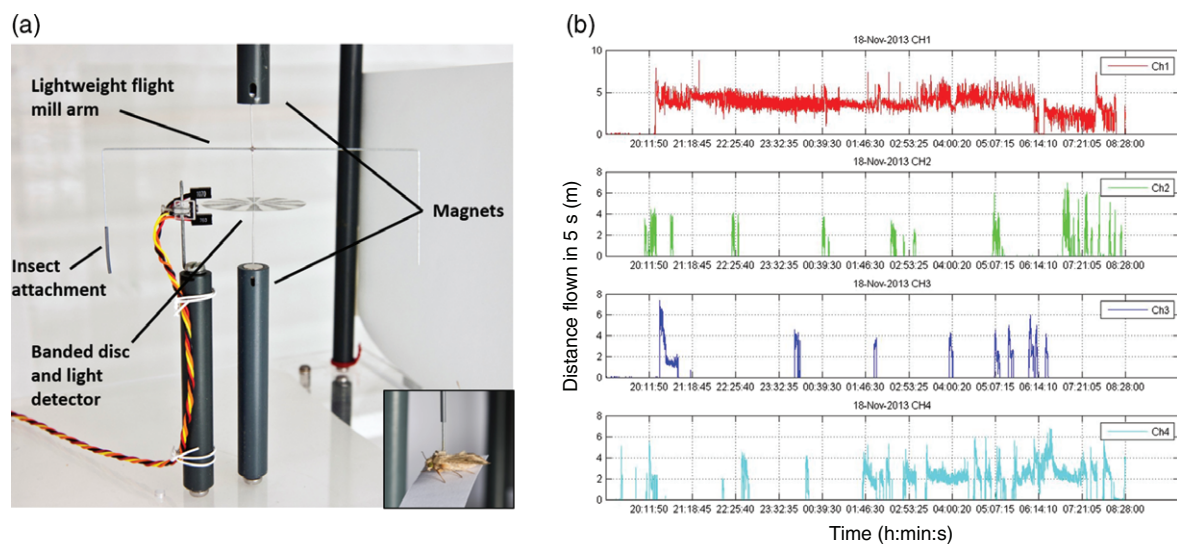 (a)
Lightweight flight
mill arm
Magnets
Insect
attachment
Banded disc
and light
detector
(b)
18-Nov-2013 CH1
Ch1
10
5
0
20:11:50 21:18:45 22:25:40 23:32:35 00:39:30 01:46:30 02:53:25 04:00:20 05:07:15 06:14:10 07:21:05 08:28:00
18-Nov-2013 CH2
Ch2
8
6
4
2
0
20:11:50 21:18:45 22:25:40 23:32:35 00:39:30 01:46:30 02:53:25 04:00:20 05:07:15 06:14:10 07:21:05 08:28:00
18-Nov-2013 CH3
Ch3
8
6
4
2
0
20:11:50 21:18:45 22:25:40 23:32:35 00:39:30 01:46:30 02:53:25 04:00:20 05:07:15 06:14:10 07:21:05 08:28:00
18-Nov-2013 CH4
Ch4
8
6
4
2
0
20:11:50 21:18:45 22:25:40 23:32:35 00:39:30 01:46:30 02:53:25 04:00:20 05:07:15 06:14:10 07:21:05 08:28:00
Distance flown in 5 s (m)
Time (h:min:s)